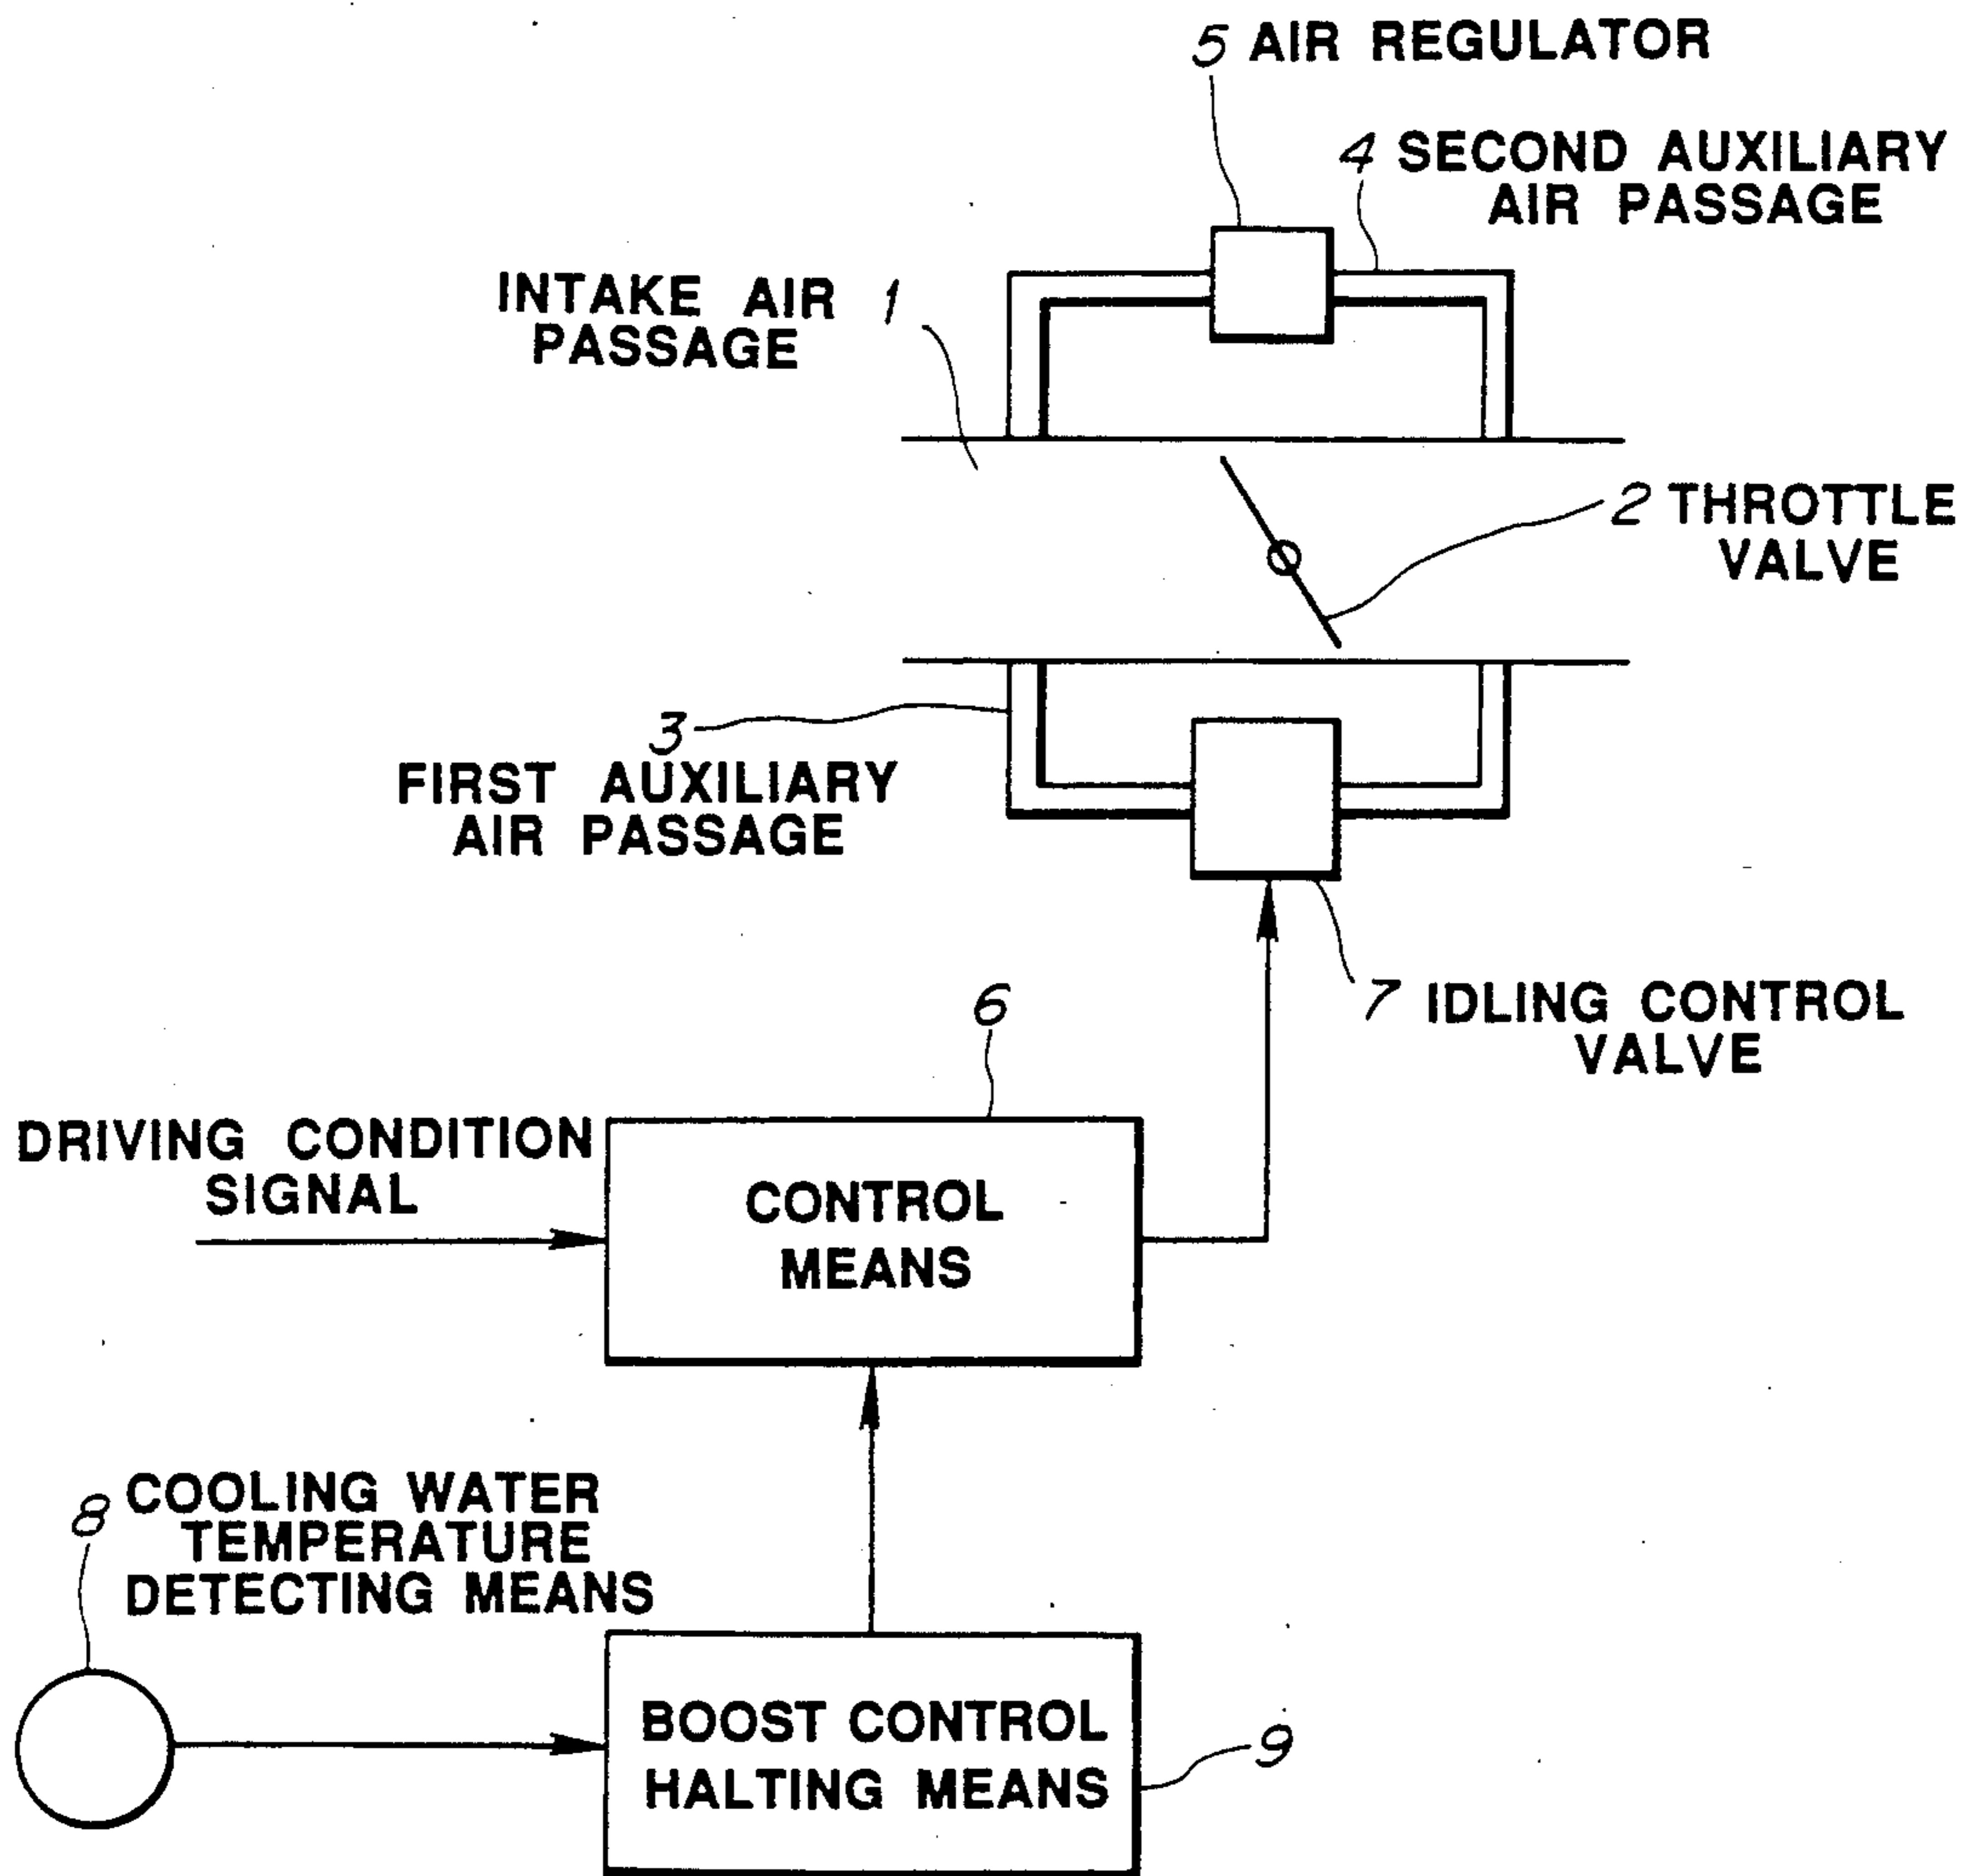 5 AIR REGULATOR
4 SECOND AUXILIARY
AIR PASSAGE
INTAKE AIR 1
PASSAGE
2 THROTTLE
VALVE
3
FIRST AUXILIARY
AIR PASSAGE
7 IDLING CONTROL
VALVE
6
DRIVING CONDITION
SIGNAL
CONTROL
MEANS
8 COOLING WATER
TEMPERATURE
DETECTING MEANS
BOOST CONTROL
HALTING MEANS
9